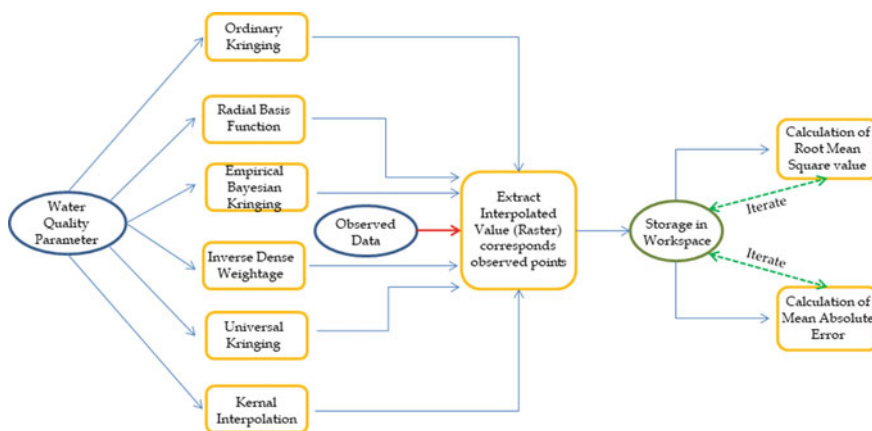 Ordinary
Kringing
Radial Basis
Function
Empirical
Bayesian
Kringing
Water
Quality
Parameter
Observed
Data
Inverse Dense
Weightage
Universal
Kringing
Kernal
Interpolation
Extract
Interpolated
Value (Raster)
corresponds
observed points
Storage in
Workspace
Calculation of
Root Mean
Square value
Iterate
Iterate
Calculation of
Mean Absolute
Error